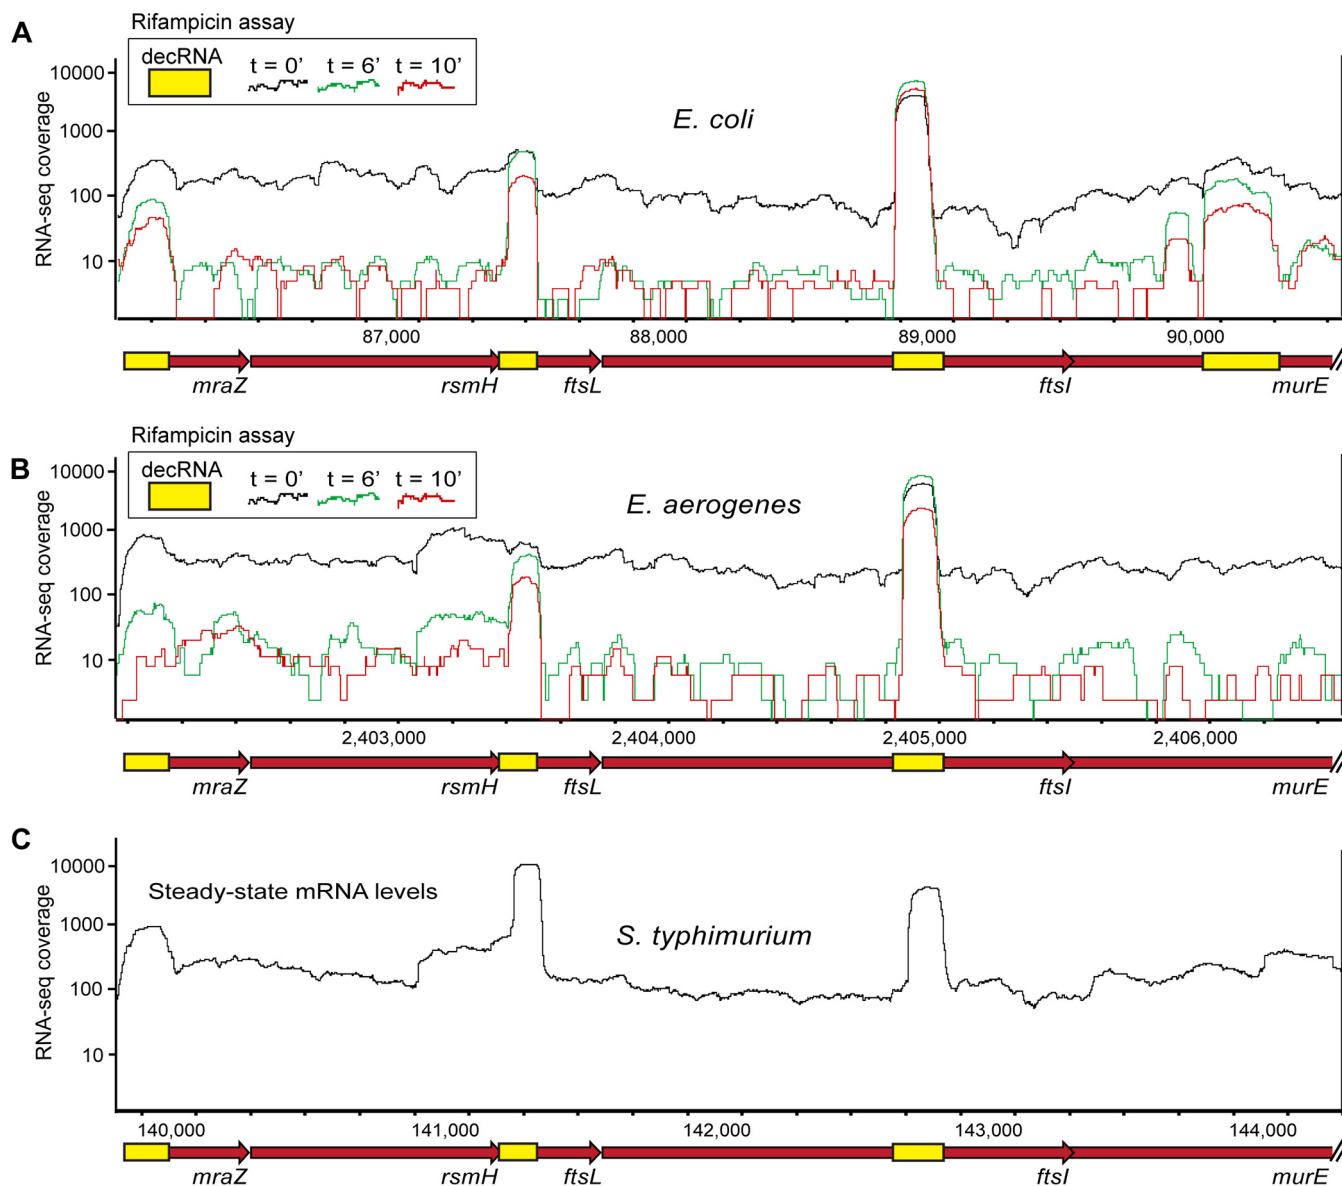 A
Rifampicin assay
decRNA
t = 0'
t = 6'
t = 10'
E. coli
RNA-seq coverage
10000
1000
100
10
87,000
88,000
89,000
90,000
mraZ
rsmH
ftsL
ftsI
murE
B
Rifampicin assay
decRNA
t = 0'
t = 6'
t = 10'
E. aerogenes
RNA-seq coverage
10000
1000
100
10
2,403,000
2,404,000
2,405,000
2,406,000
mraZ
rsmH
ftsL
ftsI
murE
C
Steady-state mRNA levels
S. typhimurium
RNA-seq coverage
10000
1000
100
10
140,000
141,000
142,000
143,000
144,000
mraZ
rsmH
ftsL
ftsI
murE